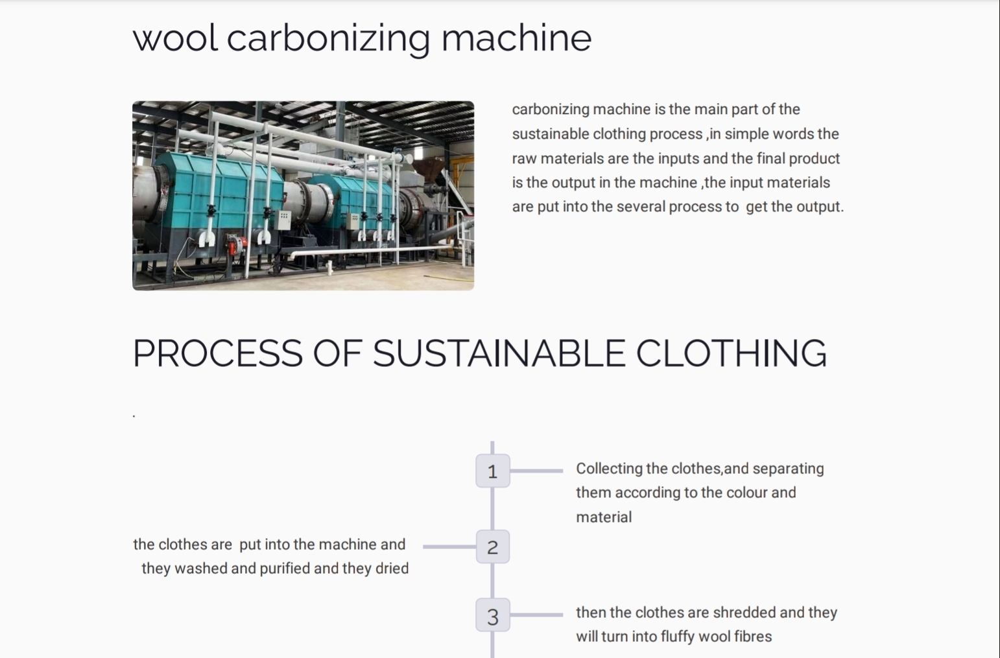 wool carbonizing machine
carbonizing machine is the main part of the
sustainable clothing process ,in simple words the
raw materials are the inputs and the final product
is the output in the machine ,the input materials
are put into the several process to  get the output.
PROCESS OF SUSTAINABLE CLOTHING
.
1
Collecting the clothes,and separating
them according to the colour and
material
the clothes are  put into the machine and
they washed and purified and they dried
2
3
then the clothes are shredded and they
will turn into fluffy wool fibres